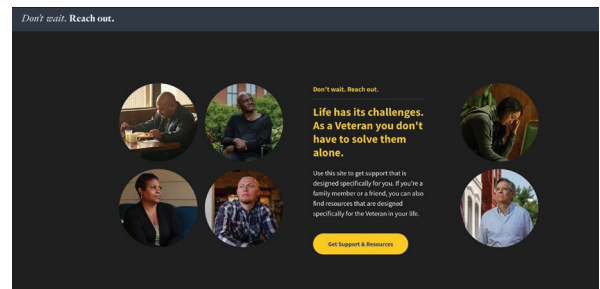 Don't wait. Reach out.
Don't wait. Reach out.
Life has its challenges.
As a Veteran you don't
have to solve them
alone.
Use this site to get support that is
designed specifically for you. If you're a
family member or a friend, you can also
find resources that are designed
specifically for the Veteran in your life.
Get Support & Resources